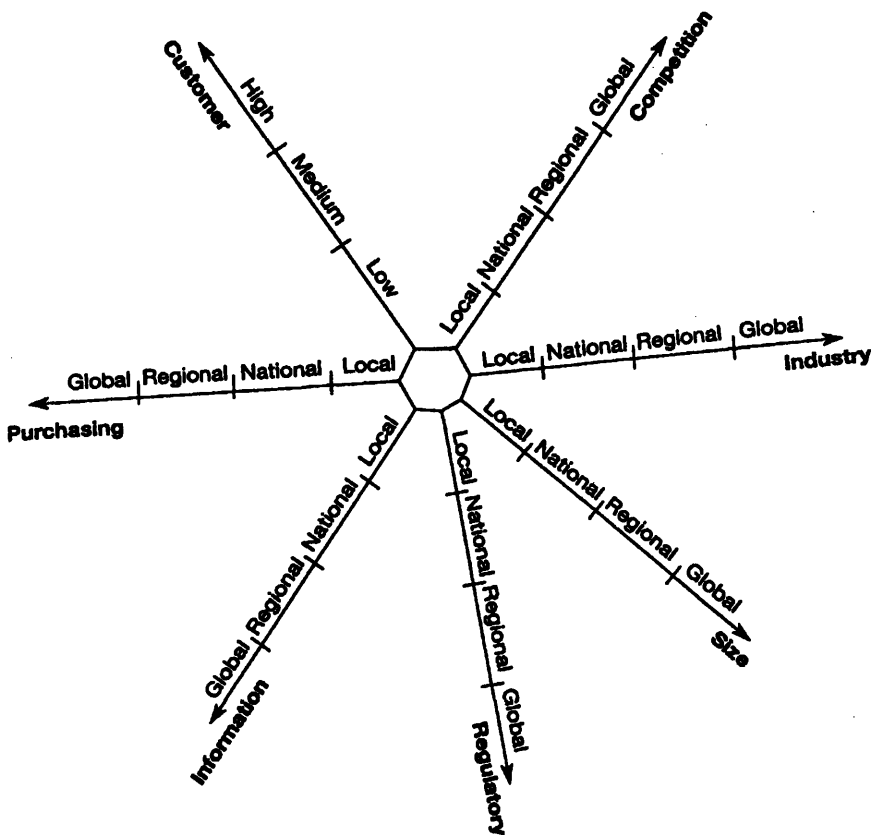 Customer
High
Medium
Low
Competition
Global
Regional
National
Local
Local National Regional Global
Industry
Global Regional National Local
Purchasing
Local
National
Regional
Global
Size
Local
National
Regional
Global
Regulatory
Local
National
Regional
Global
Information